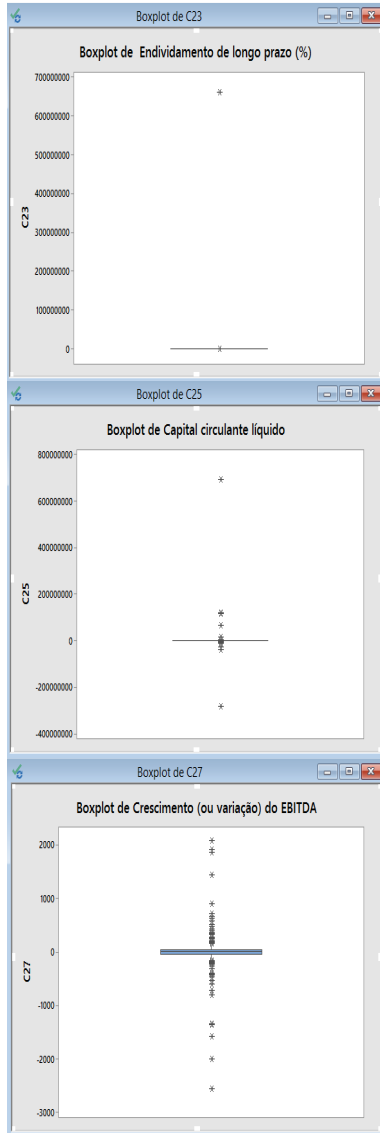 Boxplot de C23
Boxplot de Endividamento de longo prazo (%)
700000000
600000000
500000000
400000000
300000000
200000000
100000000
0
C23
Boxplot de C25
Boxplot de Capital circulante líquido
800000000
600000000
400000000
200000000
0
-200000000
-400000000
C25
Boxplot de C27
Boxplot de Crescimento (ou variação) do EBITDA
2000
1000
0
-1000
-2000
-3000
C27